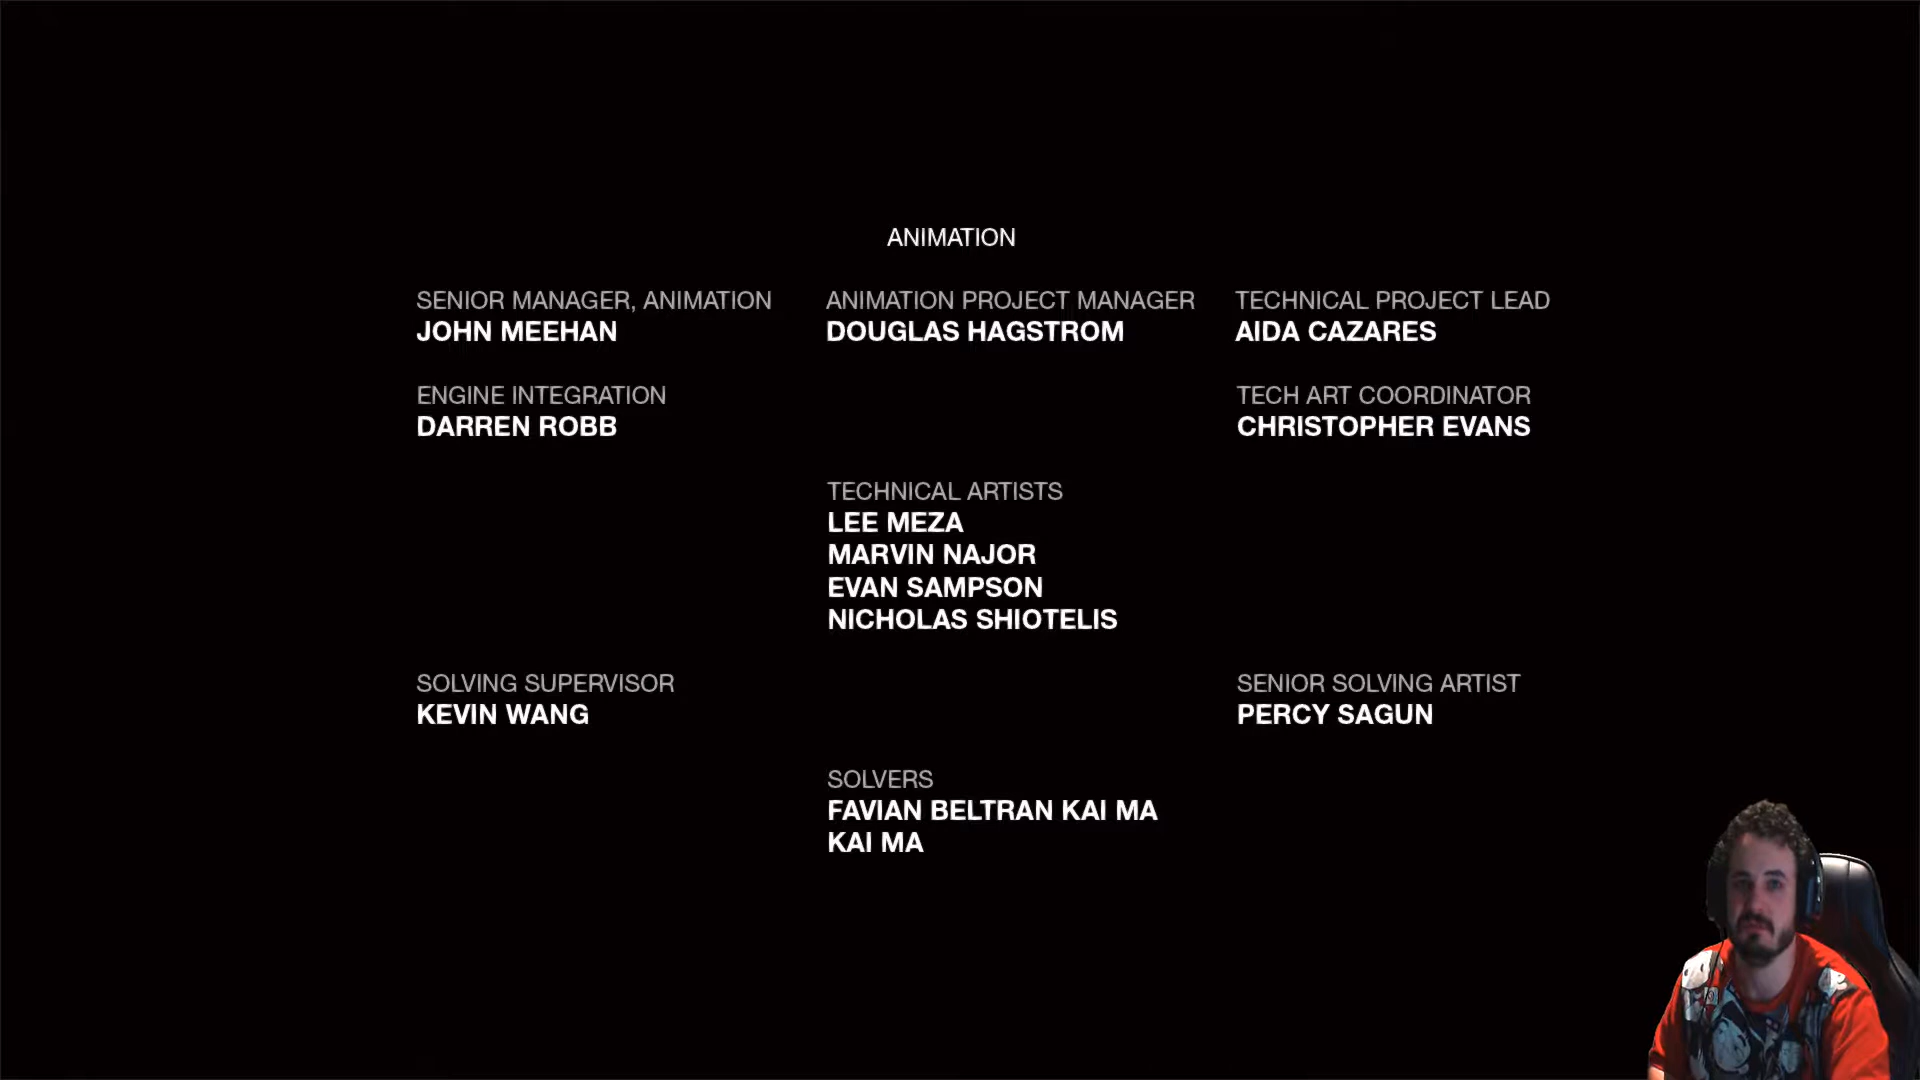 ANIMATION
SENIOR MANAGER, ANIMATION
JOHN MEEHAN
ANIMATION PROJECT MANAGER
DOUGLAS HAGSTROM
TECHNICAL PROJECT LEAD
AIDA CAZARES
ENGINE INTEGRATION
DARREN ROBB
TECH ART COORDINATOR
CHRISTOPHER EVANS
TECHNICAL ARTISTS
LEE MEZA
MARVIN NAJOR
EVAN SAMPSON
NICHOLAS SHIOTELIS
SOLVING SUPERVISOR
KEVIN WANG
SENIOR SOLVING ARTIST
PERCY SAGUN
SOLVERS
FAVIAN BELTRAN KAI MA
KAI MA